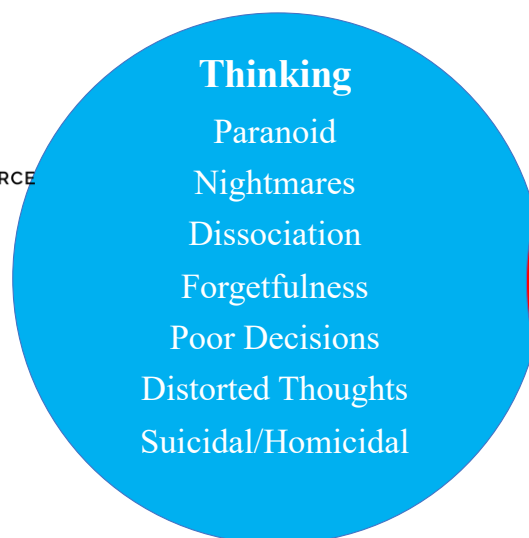 Thinking
Paranoid
RCE
Nightmares
Dissociation
Forgetfulness
Poor Decisions
Distorted Thoughts
Suicidal/Homicidal